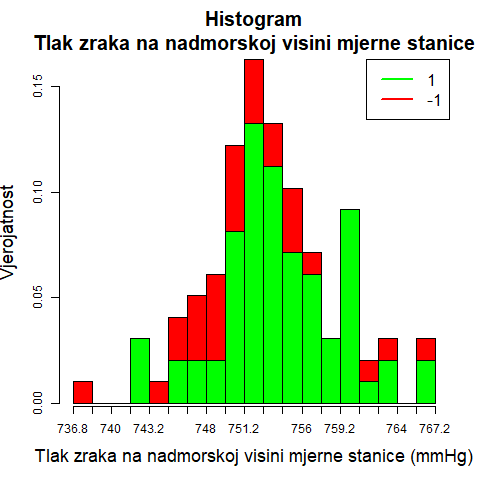 Histogram
Tlak zraka na nadmorskoj visini mjerne stanice
1
-1
Vjerojatnost
0.15
0.10
0.05
0.00
736.8 740 743.2 748 751.2 756 759.2 764 767.2
Tlak zraka na nadmorskoj visini mjerne stanice (mmHg)